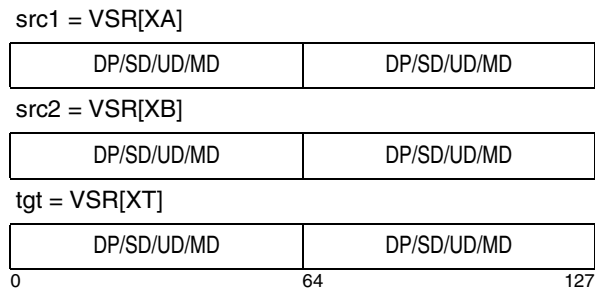 src1 = VSR[XA]
DP/SD/UD/MD DP/SD/UD/MD
src2 = VSR[XB]
DP/SD/UD/MD DP/SD/UD/MD
tgt = VSR[XT]
DP/SD/UD/MD DP/SD/UD/MD
0 64 127